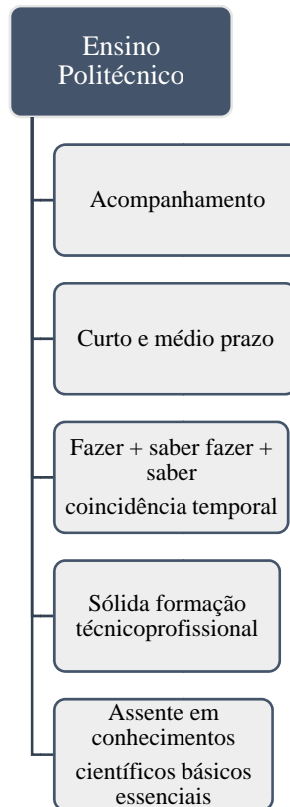 Ensino
Politécnico
Acompanhamento
Curto e médio prazo
Fazer + saber fazer +
saber
coincidência temporal
Sólida formação
técnicoprofissional
Assente em
conhecimentos
científicos básicos
essenciais